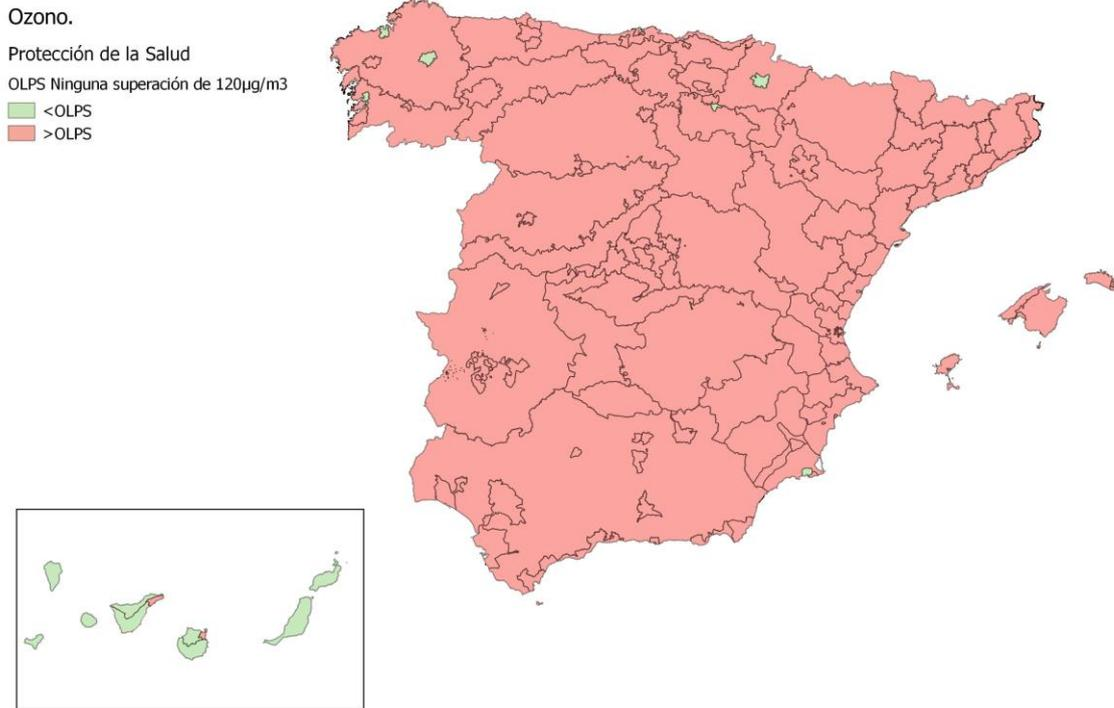 Ozono.
Protección de la Salud
OLPS Ninguna superación de 120µg/m3
<OLPS
>OLPS